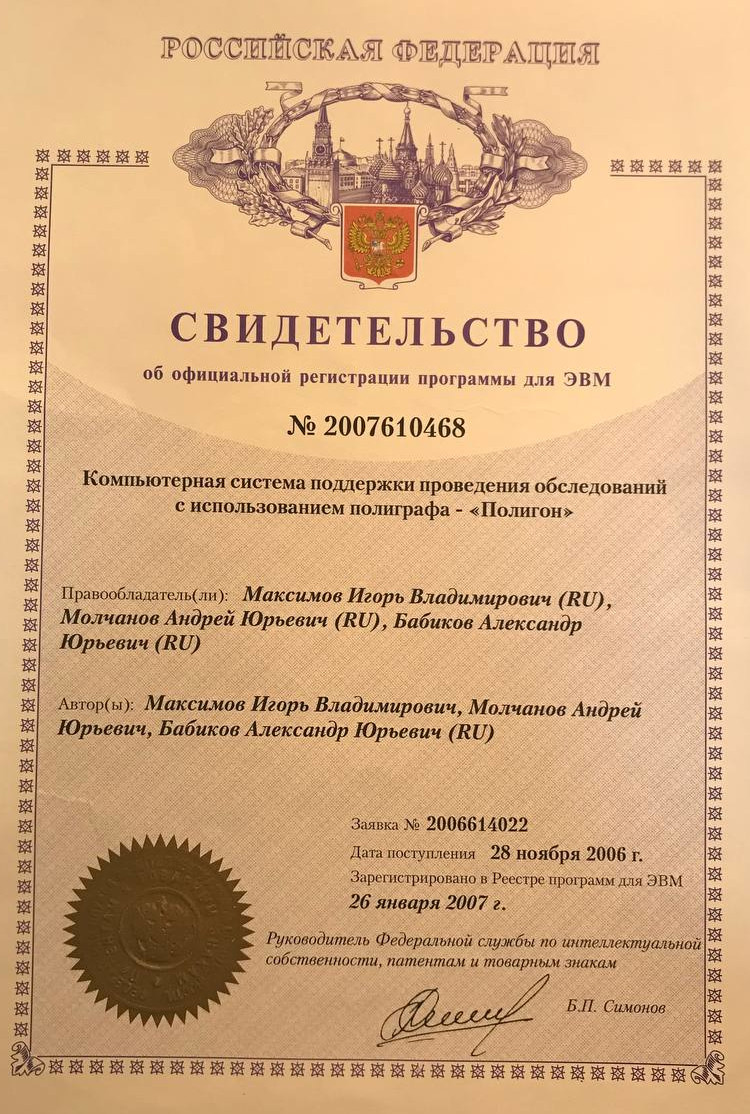 РОССИЙСКАЯ ФЕДЕРАЦИЯ
СВИДЕТЕЛЬСТВО
об официальной регистрации программы для ЭВМ
№ 2007610468
Компьютерная система поддержки проведения обследований
с использованием полиграфа - «Полигон»
Правообладатель(ли): Максимов Игорь Владимирович (RU),
Молчанов Андрей Юрьевич (RU), Бабиков Александр
Юрьевич (RU)
Автор(ы): Максимов Игорь Владимирович, Молчанов Андрей
Юрьевич, Бабиков Александр Юрьевич (RU)
Заявка № 2006614022
Дата поступления 28 ноября 2006 г.
Зарегистрировано в Реестре программ для ЭВМ
26 января 2007 г.
Руководитель Федеральной службы по интеллектуальной
собственности, патентам и товарным знакам
Б.П. Симонов